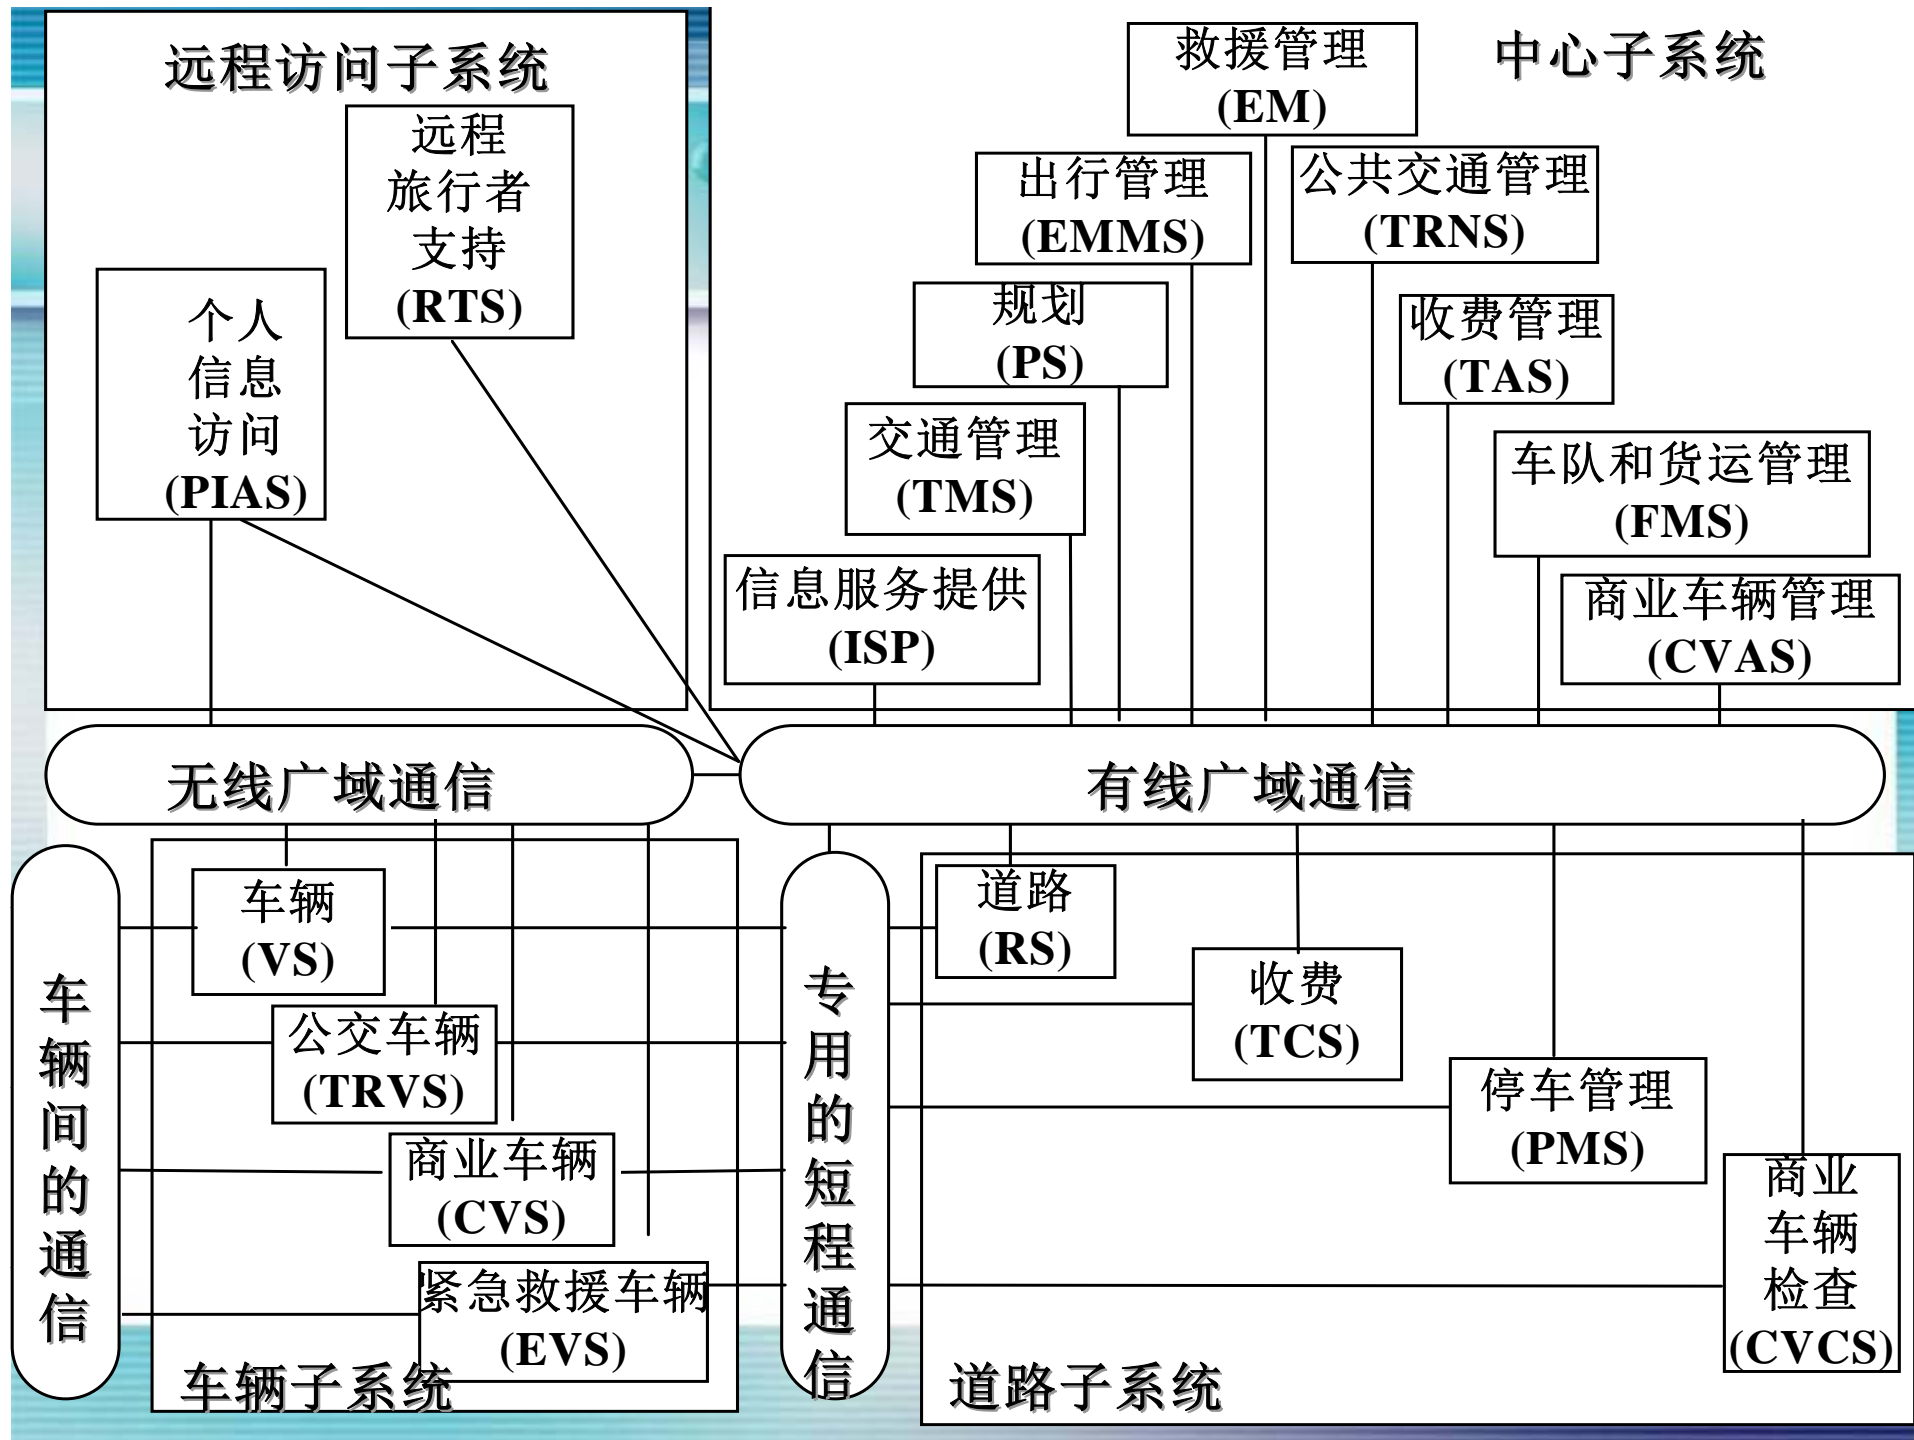 远程访问子系统
远程
旅行者
支持
(RTS)
个人
信息
访问
(PIAS)
中心子系统
救援管理
(EM)
出行管理
(EMMS)
公共交通管理
(TRNS)
规划
(PS)
收费管理
(TAS)
交通管理
(TMS)
车队和货运管理
(FMS)
信息服务提供
(ISP)
商业车辆管理
(CVAS)
无线广域通信
有线广域通信
车辆间的通信
车辆
(VS)
公交车辆
(TRVS)
商业车辆
(CVS)
紧急救援车辆
(EVS)
车辆子系统
专用的短程通信
道路
(RS)
收费
(TCS)
停车管理
(PMS)
商业
车辆
检查
(CVCS)
道路子系统